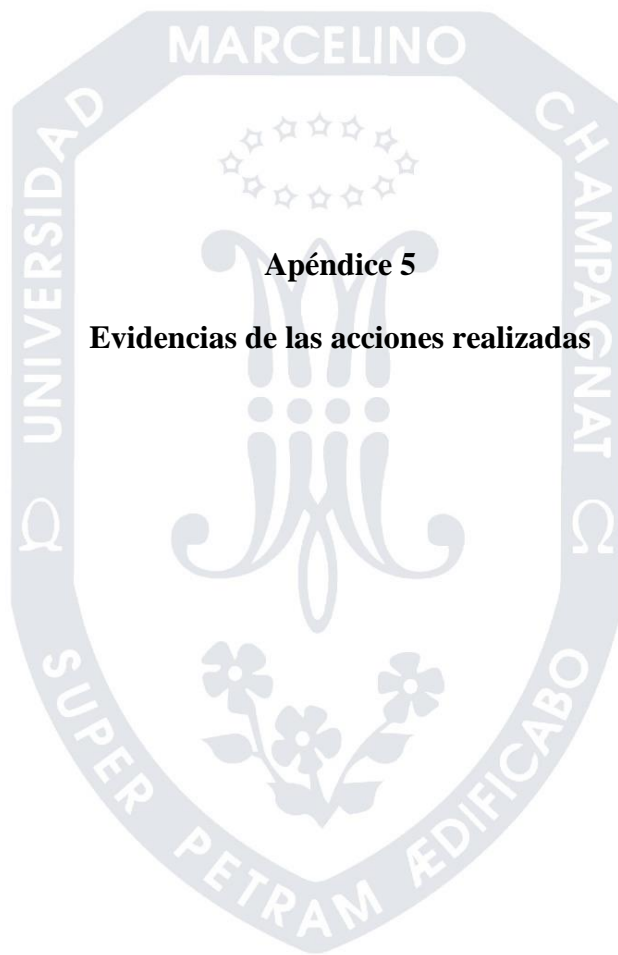 MARCELINO
UNIVERSIDAD
CHAMPAGNAT
Apéndice 5
Evidencias de las acciones realizadas
Ω
Ω
SUPER PETRAM ÆDIFICABO